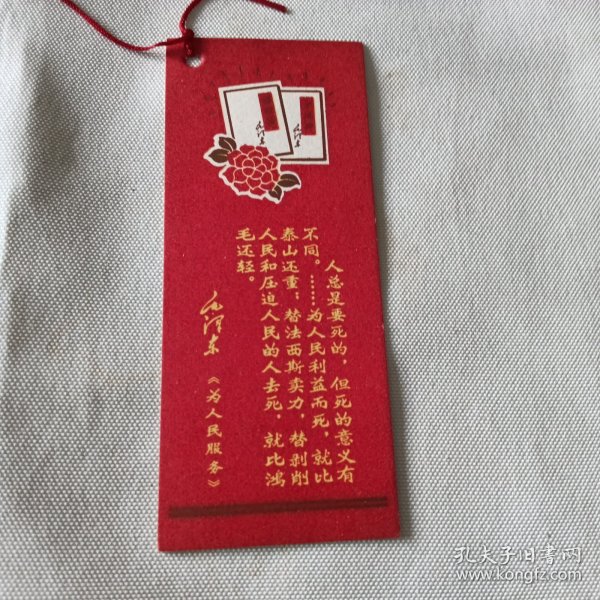 人总是要死的，但死的意义有
不同。……为人民利益而死，就比
泰山还重；替法西斯卖力，替剥削
人民和压迫人民的人去死，就比鸿
毛还轻。
毛泽东
《为人民服务》
孔夫子旧书网
www.kongfz.com